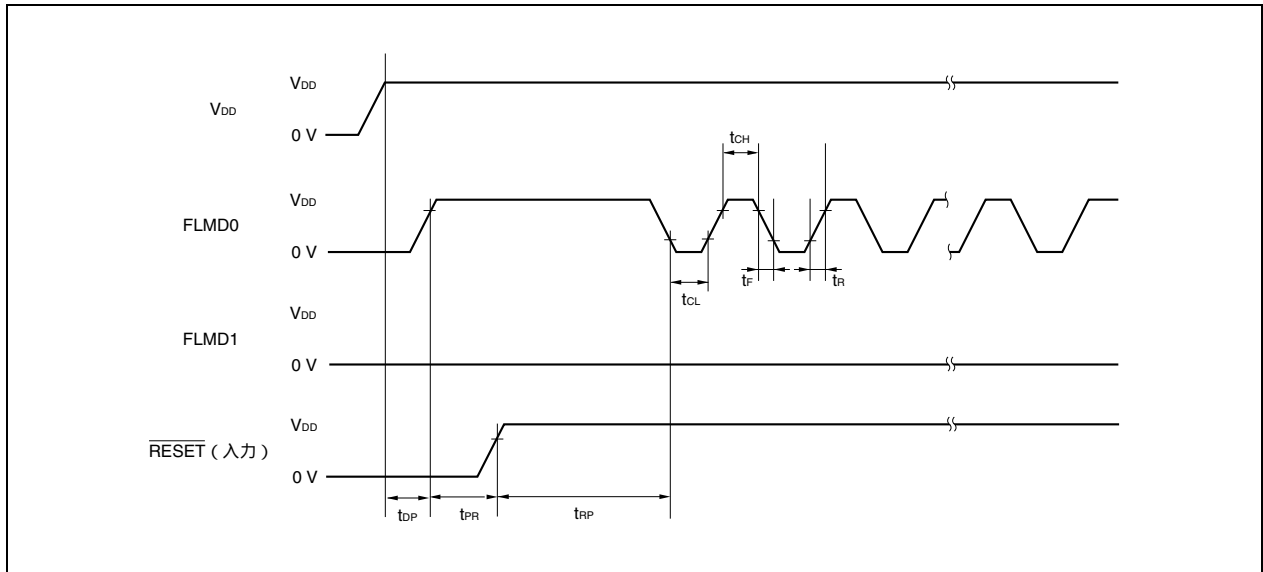 VDD
VDD
0 V
tCH
VDD
FLMD0
0 V
tF
tR
tCL
VDD
FLMD1
0 V
VDD
RESET（入力）
0 V
tDP
tPR
tRP